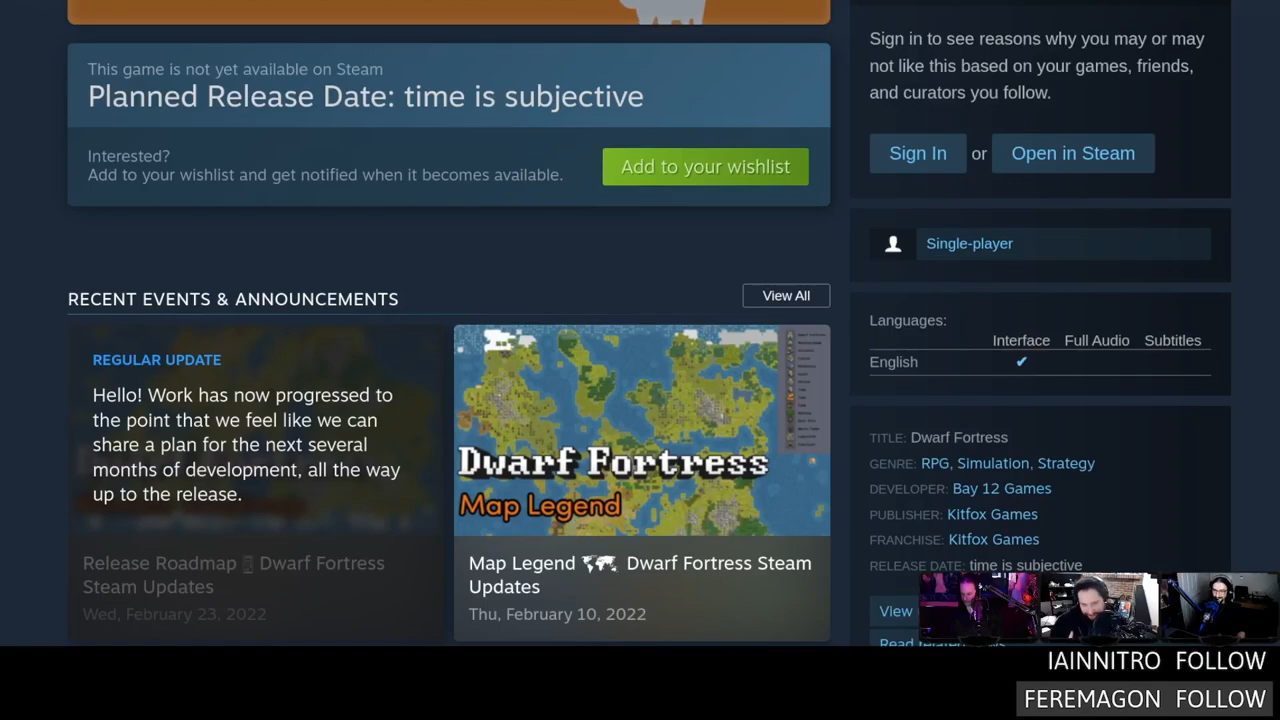 This game is not yet available on Steam
Planned Release Date: time is subjective
Interested?
Add to your wishlist and get notified when it becomes available.
Add to your wishlist
RECENT EVENTS & ANNOUNCEMENTS
View All
REGULAR UPDATE
Hello! Work has now progressed to
the point that we feel like we can
share a plan for the next several
months of development, all the way
up to the release.
Release Roadmap Dwarf Fortress
Steam Updates
Wed, February 23, 2022
Dwarf Fortress
Map Legend
Map Legend Dwarf Fortress Steam
Updates
Thu, February 10, 2022
Sign in to see reasons why you may or may
not like this based on your games, friends,
and curators you follow.
Sign In or Open in Steam
Single-player
Languages:
Interface Full Audio Subtitles
English ✔
TITLE: Dwarf Fortress
GENRE: RPG, Simulation, Strategy
DEVELOPER: Bay 12 Games
PUBLISHER: Kitfox Games
FRANCHISE: Kitfox Games
RELEASE DATE: time is subjective
View
Read
IAINNITRO FOLLOW
FEREMAGON FOLLOW